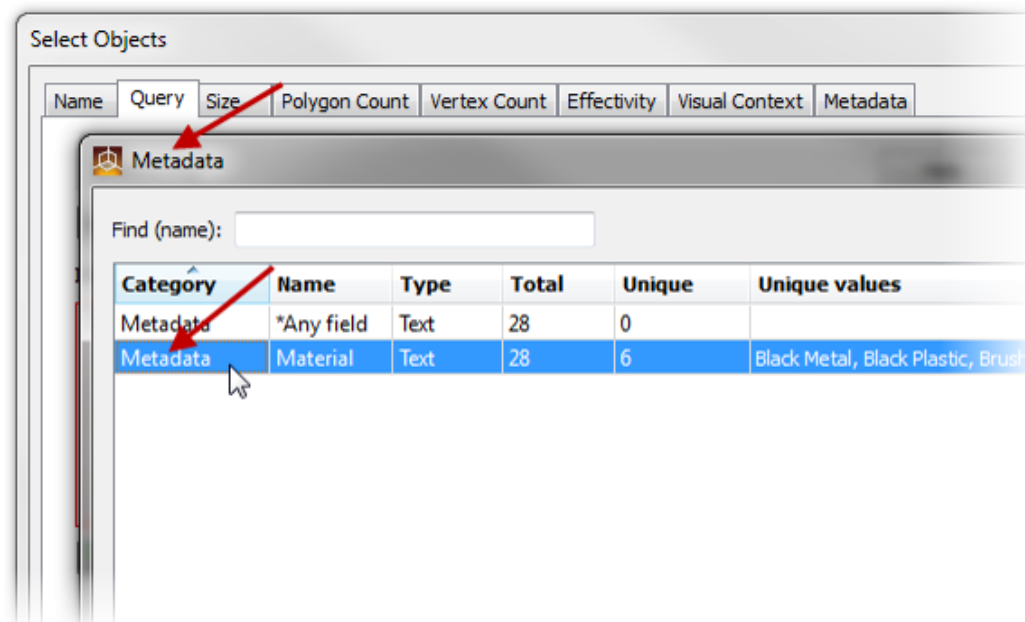 Select Objects
Name Query Size Polygon Count Vertex Count Effectivity Visual Context Metadata
Metadata
Find (name):
Category Name Type Total Unique Unique values
Metadata *Any field Text 28 0
Metadata Material Text 28 6 Black Metal, Black Plastic, Brush